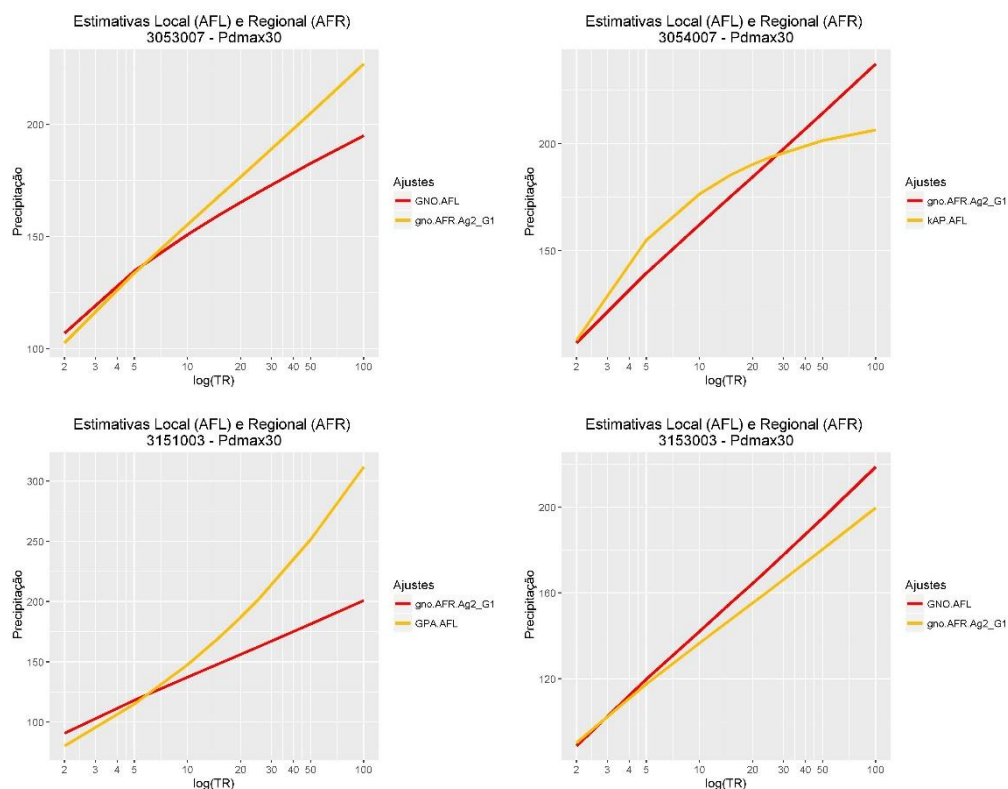 Estimativas Local (AFL) e Regional (AFR)
3053007 - Pdmax30
Precipitação
200
150
100
2 3 4 5 10 20 30 40 50 100
log(TR)
Ajustes
GNO.AFL
gno.AFR.Ag2_G1
Estimativas Local (AFL) e Regional (AFR)
3054007 - Pdmax30
Precipitação
200
150
2 3 4 5 10 20 30 40 50 100
log(TR)
Ajustes
gno.AFR.Ag2_G1
kAP.AFL
Estimativas Local (AFL) e Regional (AFR)
3151003 - Pdmax30
Precipitação
300
250
200
150
100
2 3 4 5 10 20 30 40 50 100
log(TR)
Ajustes
gno.AFR.Ag2_G1
GPA.AFL
Estimativas Local (AFL) e Regional (AFR)
3153003 - Pdmax30
Precipitação
200
160
120
2 3 4 5 10 20 30 40 50 100
log(TR)
Ajustes
GNO.AFL
gno.AFR.Ag2_G1